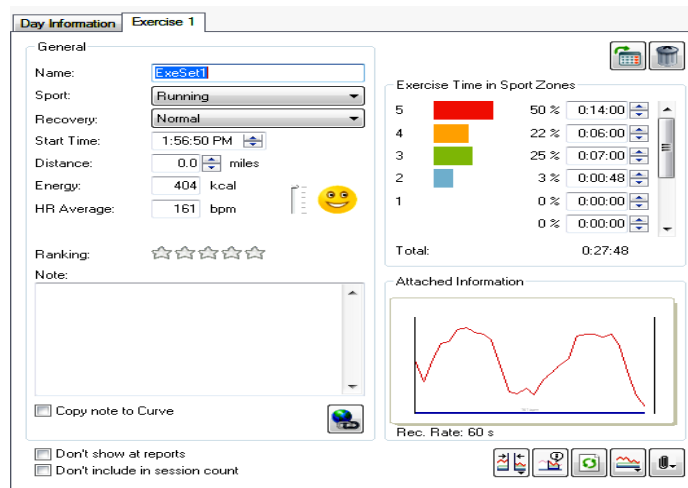 Day Information Exercise 1
General
Name: ExeSet1
Sport: Running
Recovery: Normal
Start Time: 1:56:50 PM
Distance: 0.0 miles
Energy: 404 kcal
HR Average: 161 bpm
Ranking:
Note:
Copy note to Curve
Don't show at reports
Don't include in session count
Exercise Time in Sport Zones
5 50 % 0:14:00
4 22 % 0:06:00
3 25 % 0:07:00
2 3 % 0:00:48
1 0 % 0:00:00
0 % 0:00:00
Total: 0:27:48
Attached Information
Rec. Rate: 60 s